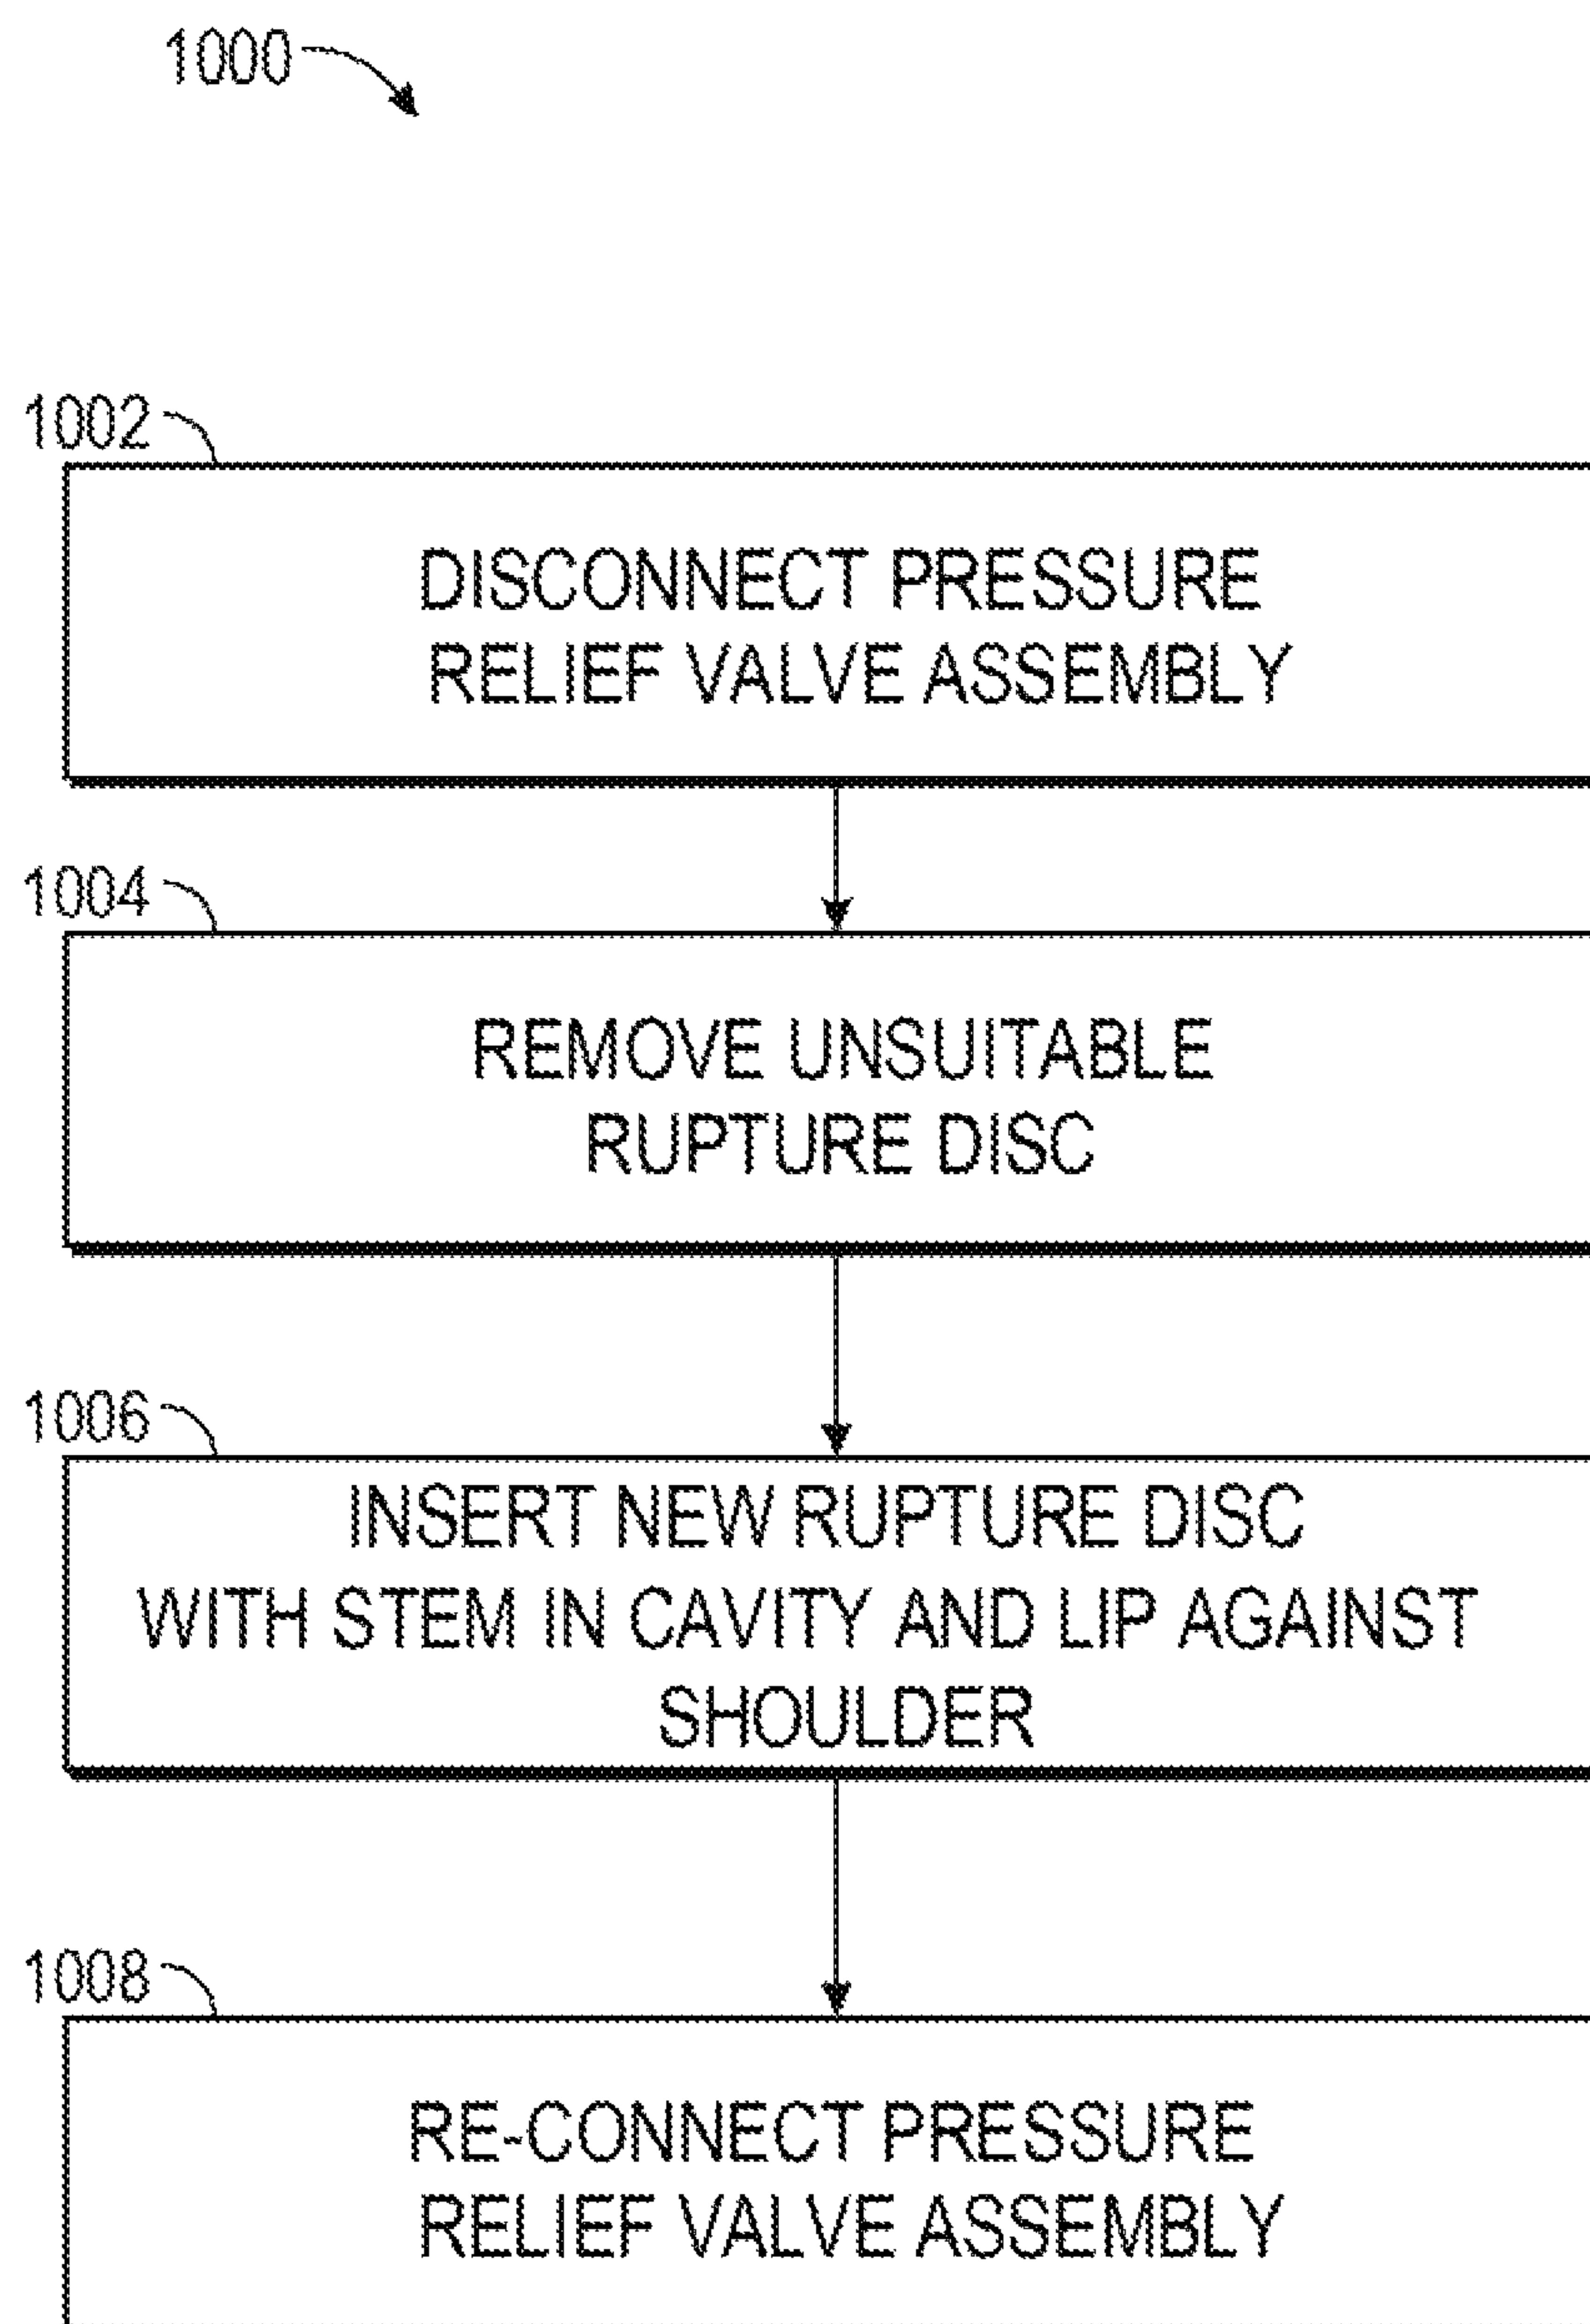 1000
1002
DISCONNECT PRESSURE
RELIEF VALVE ASSEMBLY
1004
REMOVE UNSUITABLE
RUPTURE DISC
1006
INSERT NEW RUPTURE DISC
WITH STEM IN CAVITY AND LIP AGAINST
SHOULDER
1008
RE-CONNECT PRESSURE
RELIEF VALVE ASSEMBLY